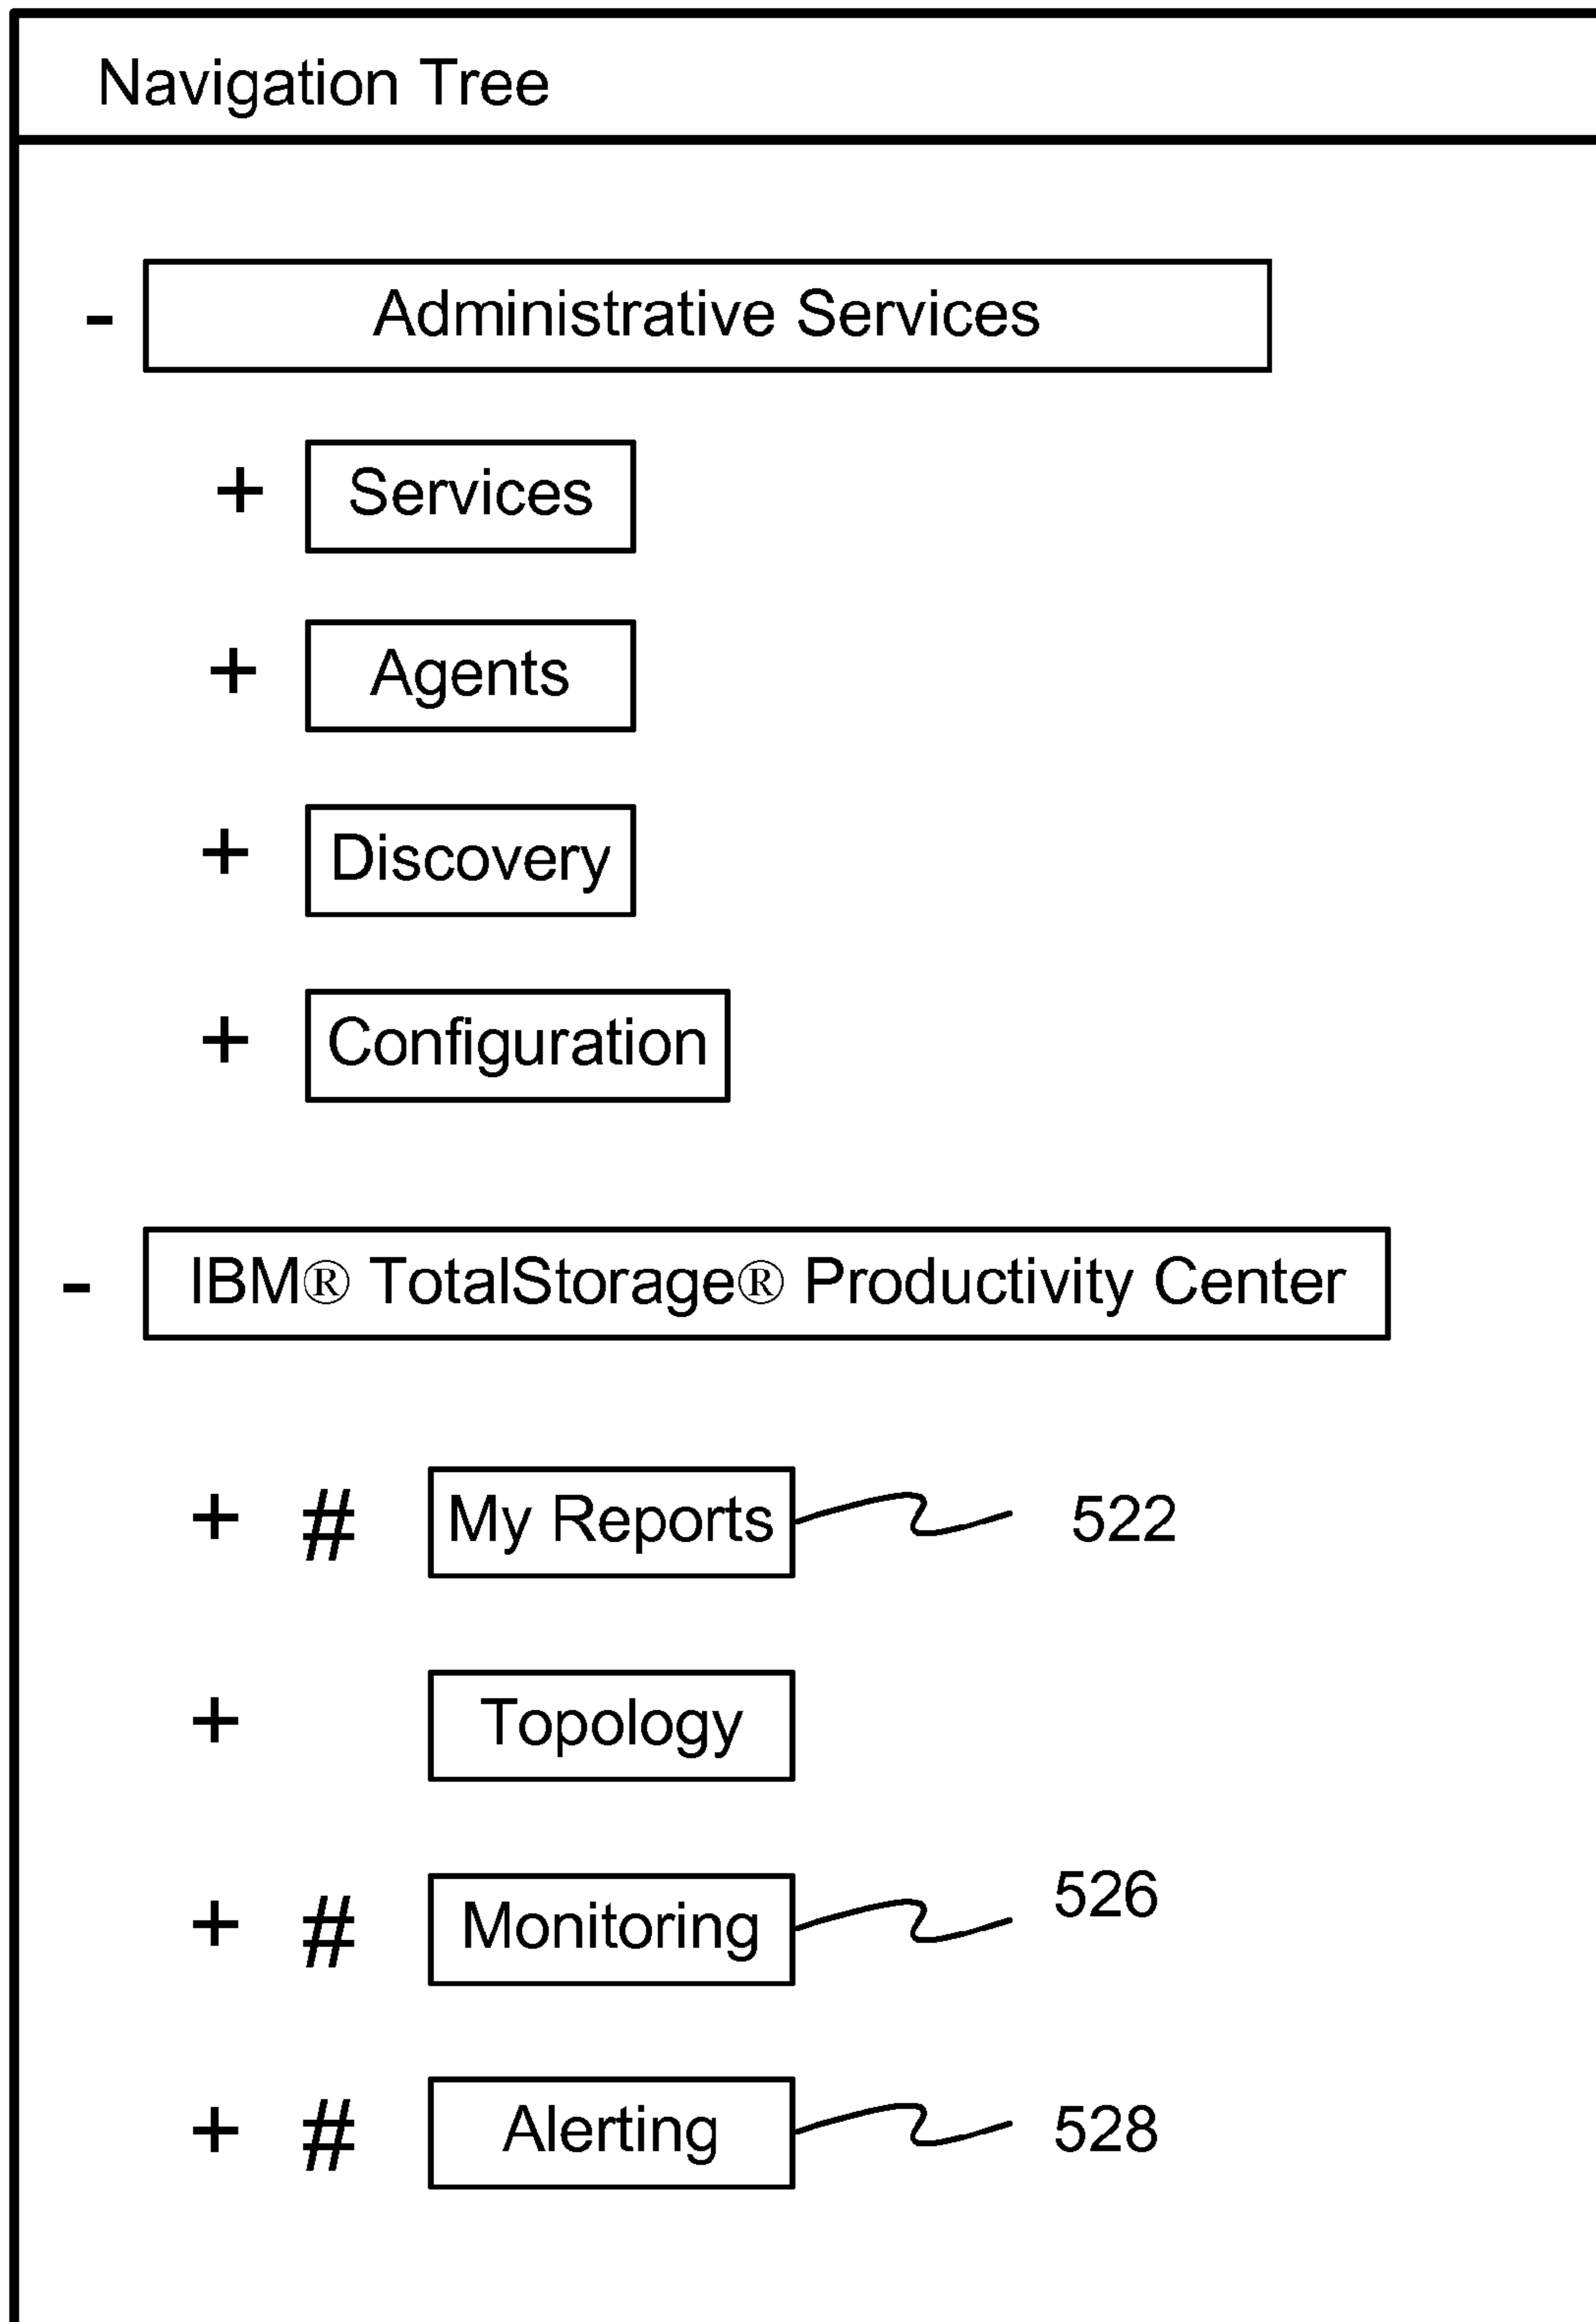 Navigation Tree
- Administrative Services
+ Services
+ Agents
+ Discovery
+ Configuration
- IBM® TotalStorage® Productivity Center
+ # My Reports 522
+ Topology
+ # Monitoring 526
+ # Alerting 528